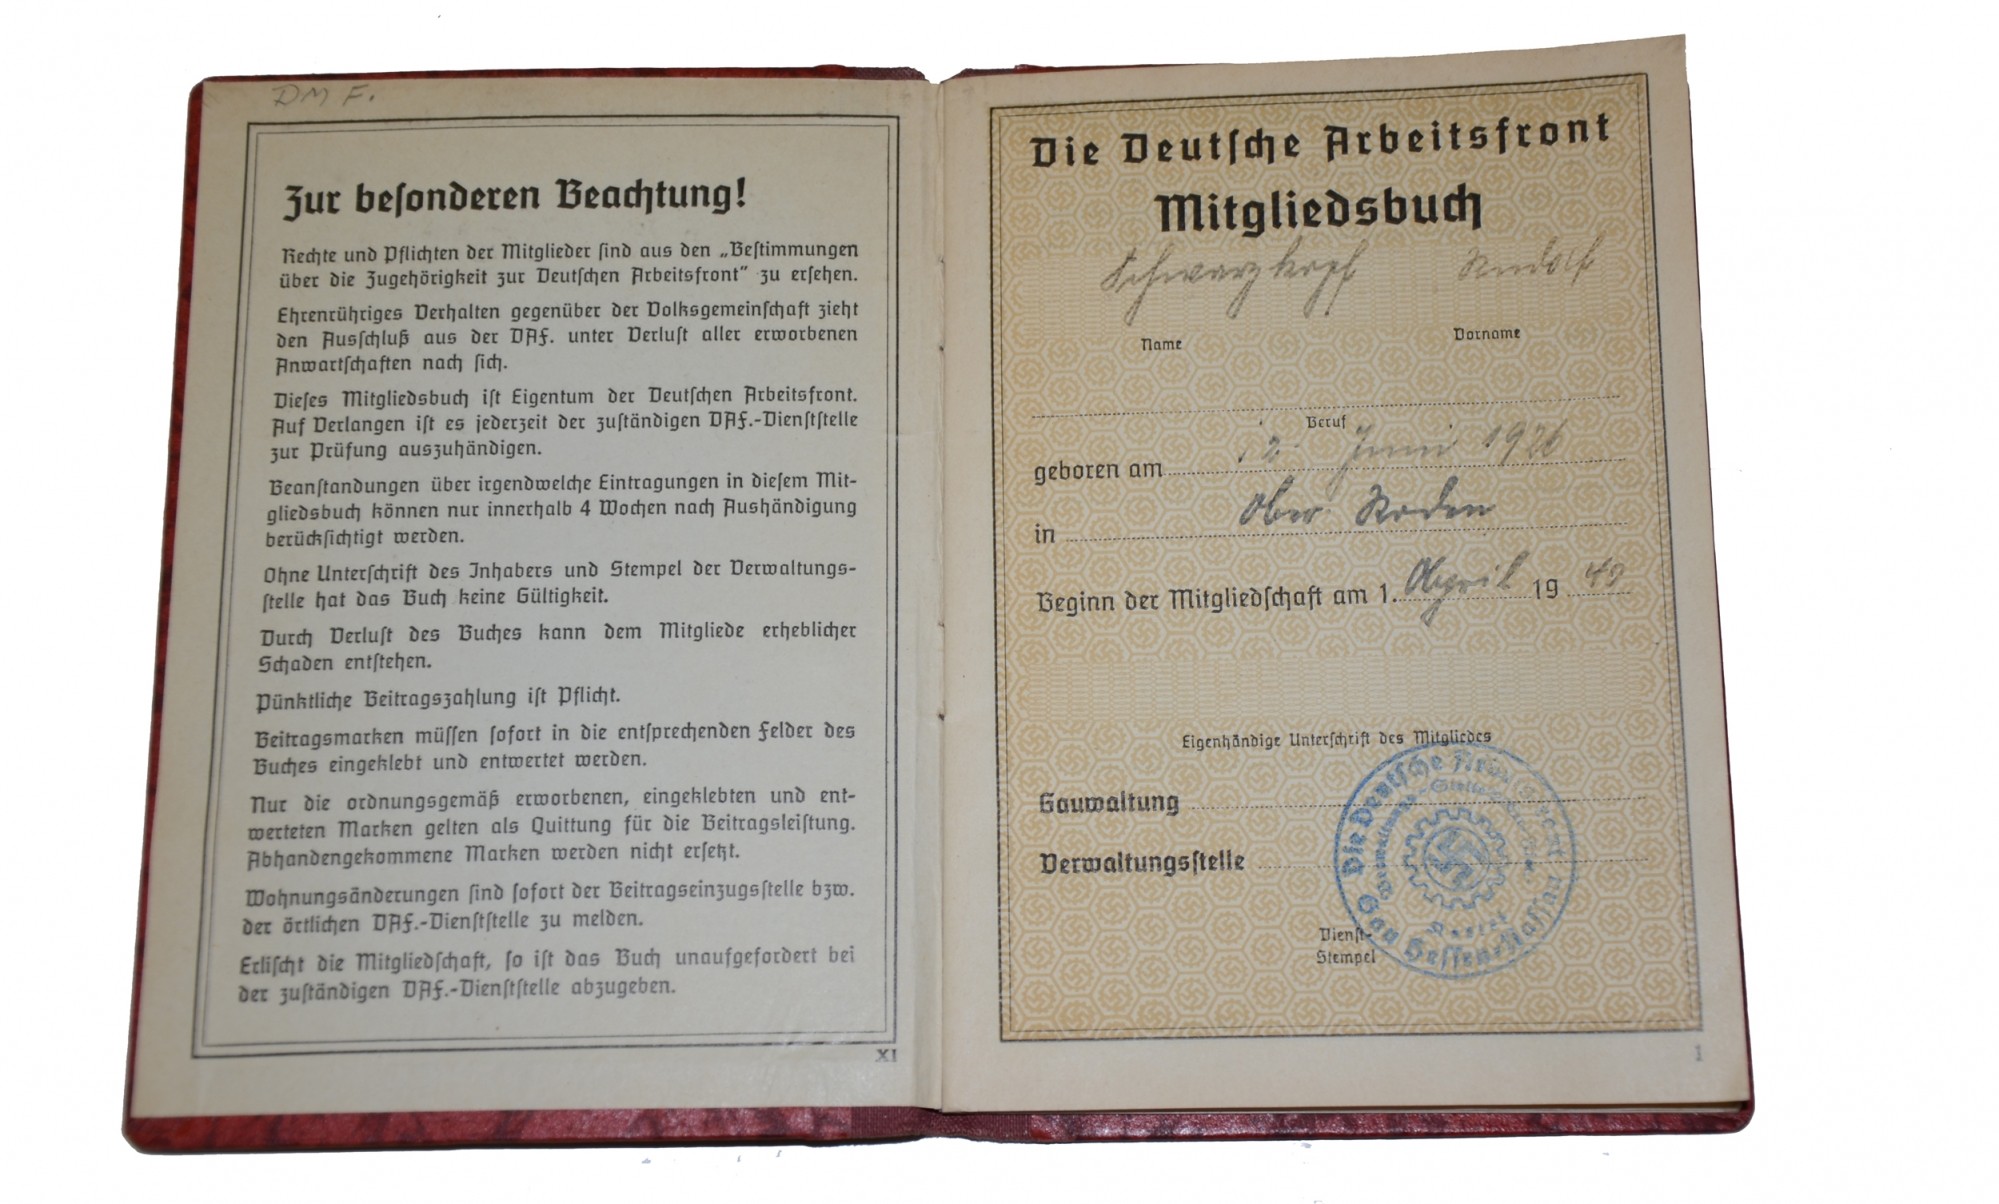 DMF.
Zur besonderen Beachtung!
Rechte und Pflichten der Mitglieder sind aus den „Bestimmungen
über die Zugehörigkeit zur Deutschen Arbeitsfront" zu ersehen.
Ehrenrühriges Verhalten gegenüber der Volksgemeinschaft zieht
den Ausschluß aus der DAF. unter Verlust aller erworbenen
Anwartschaften nach sich.
Dieses Mitgliedsbuch ist Eigentum der Deutschen Arbeitsfront.
Auf Verlangen ist es jederzeit der zuständigen DAF.-Dienststelle
zur Prüfung auszuhändigen.
Beanstandungen über irgendwelche Eintragungen in diesem Mit-
gliedsbuch können nur innerhalb 4 Wochen nach Aushändigung
berücksichtigt werden.
Ohne Unterschrift des Inhabers und Stempel der Verwaltungs-
stelle hat das Buch keine Gültigkeit.
Durch Verlust des Buches kann dem Mitgliede erheblicher
Schaden entstehen.
Pünktliche Beitragszahlung ist Pflicht.
Beitragsmarken müssen sofort in die entsprechenden Felder des
Buches eingeklebt und entwertet werden.
Nur die ordnungsgemäß erworbenen, eingeklebten und ent-
werteten Marken gelten als Quittung für die Beitragsleistung.
Abhandengekommene Marken werden nicht ersetzt.
Wohnungsänderungen sind sofort der Beitragseinzugsstelle bzw.
der örtlichen DAF.-Dienststelle zu melden.
Erlischt die Mitgliedschaft, so ist das Buch unaufgefordert bei
der zuständigen DAF.-Dienststelle abzugeben.
XI
Die Deutsche Arbeitsfront
Mitgliedsbuch
Schwarzkopf Rudolf
Name Vorname
Beruf
geboren am 12. Juni 1926
in Ober Roden
Beginn der Mitgliedschaft am 1. April 1940
Eigenhändige Unterschrift des Mitgliedes
Gauwaltung
Verwaltungsstelle
Dienst-
Stempel
Die Deutsche Arbeitsfront
Gau Hessen-Nassau
1